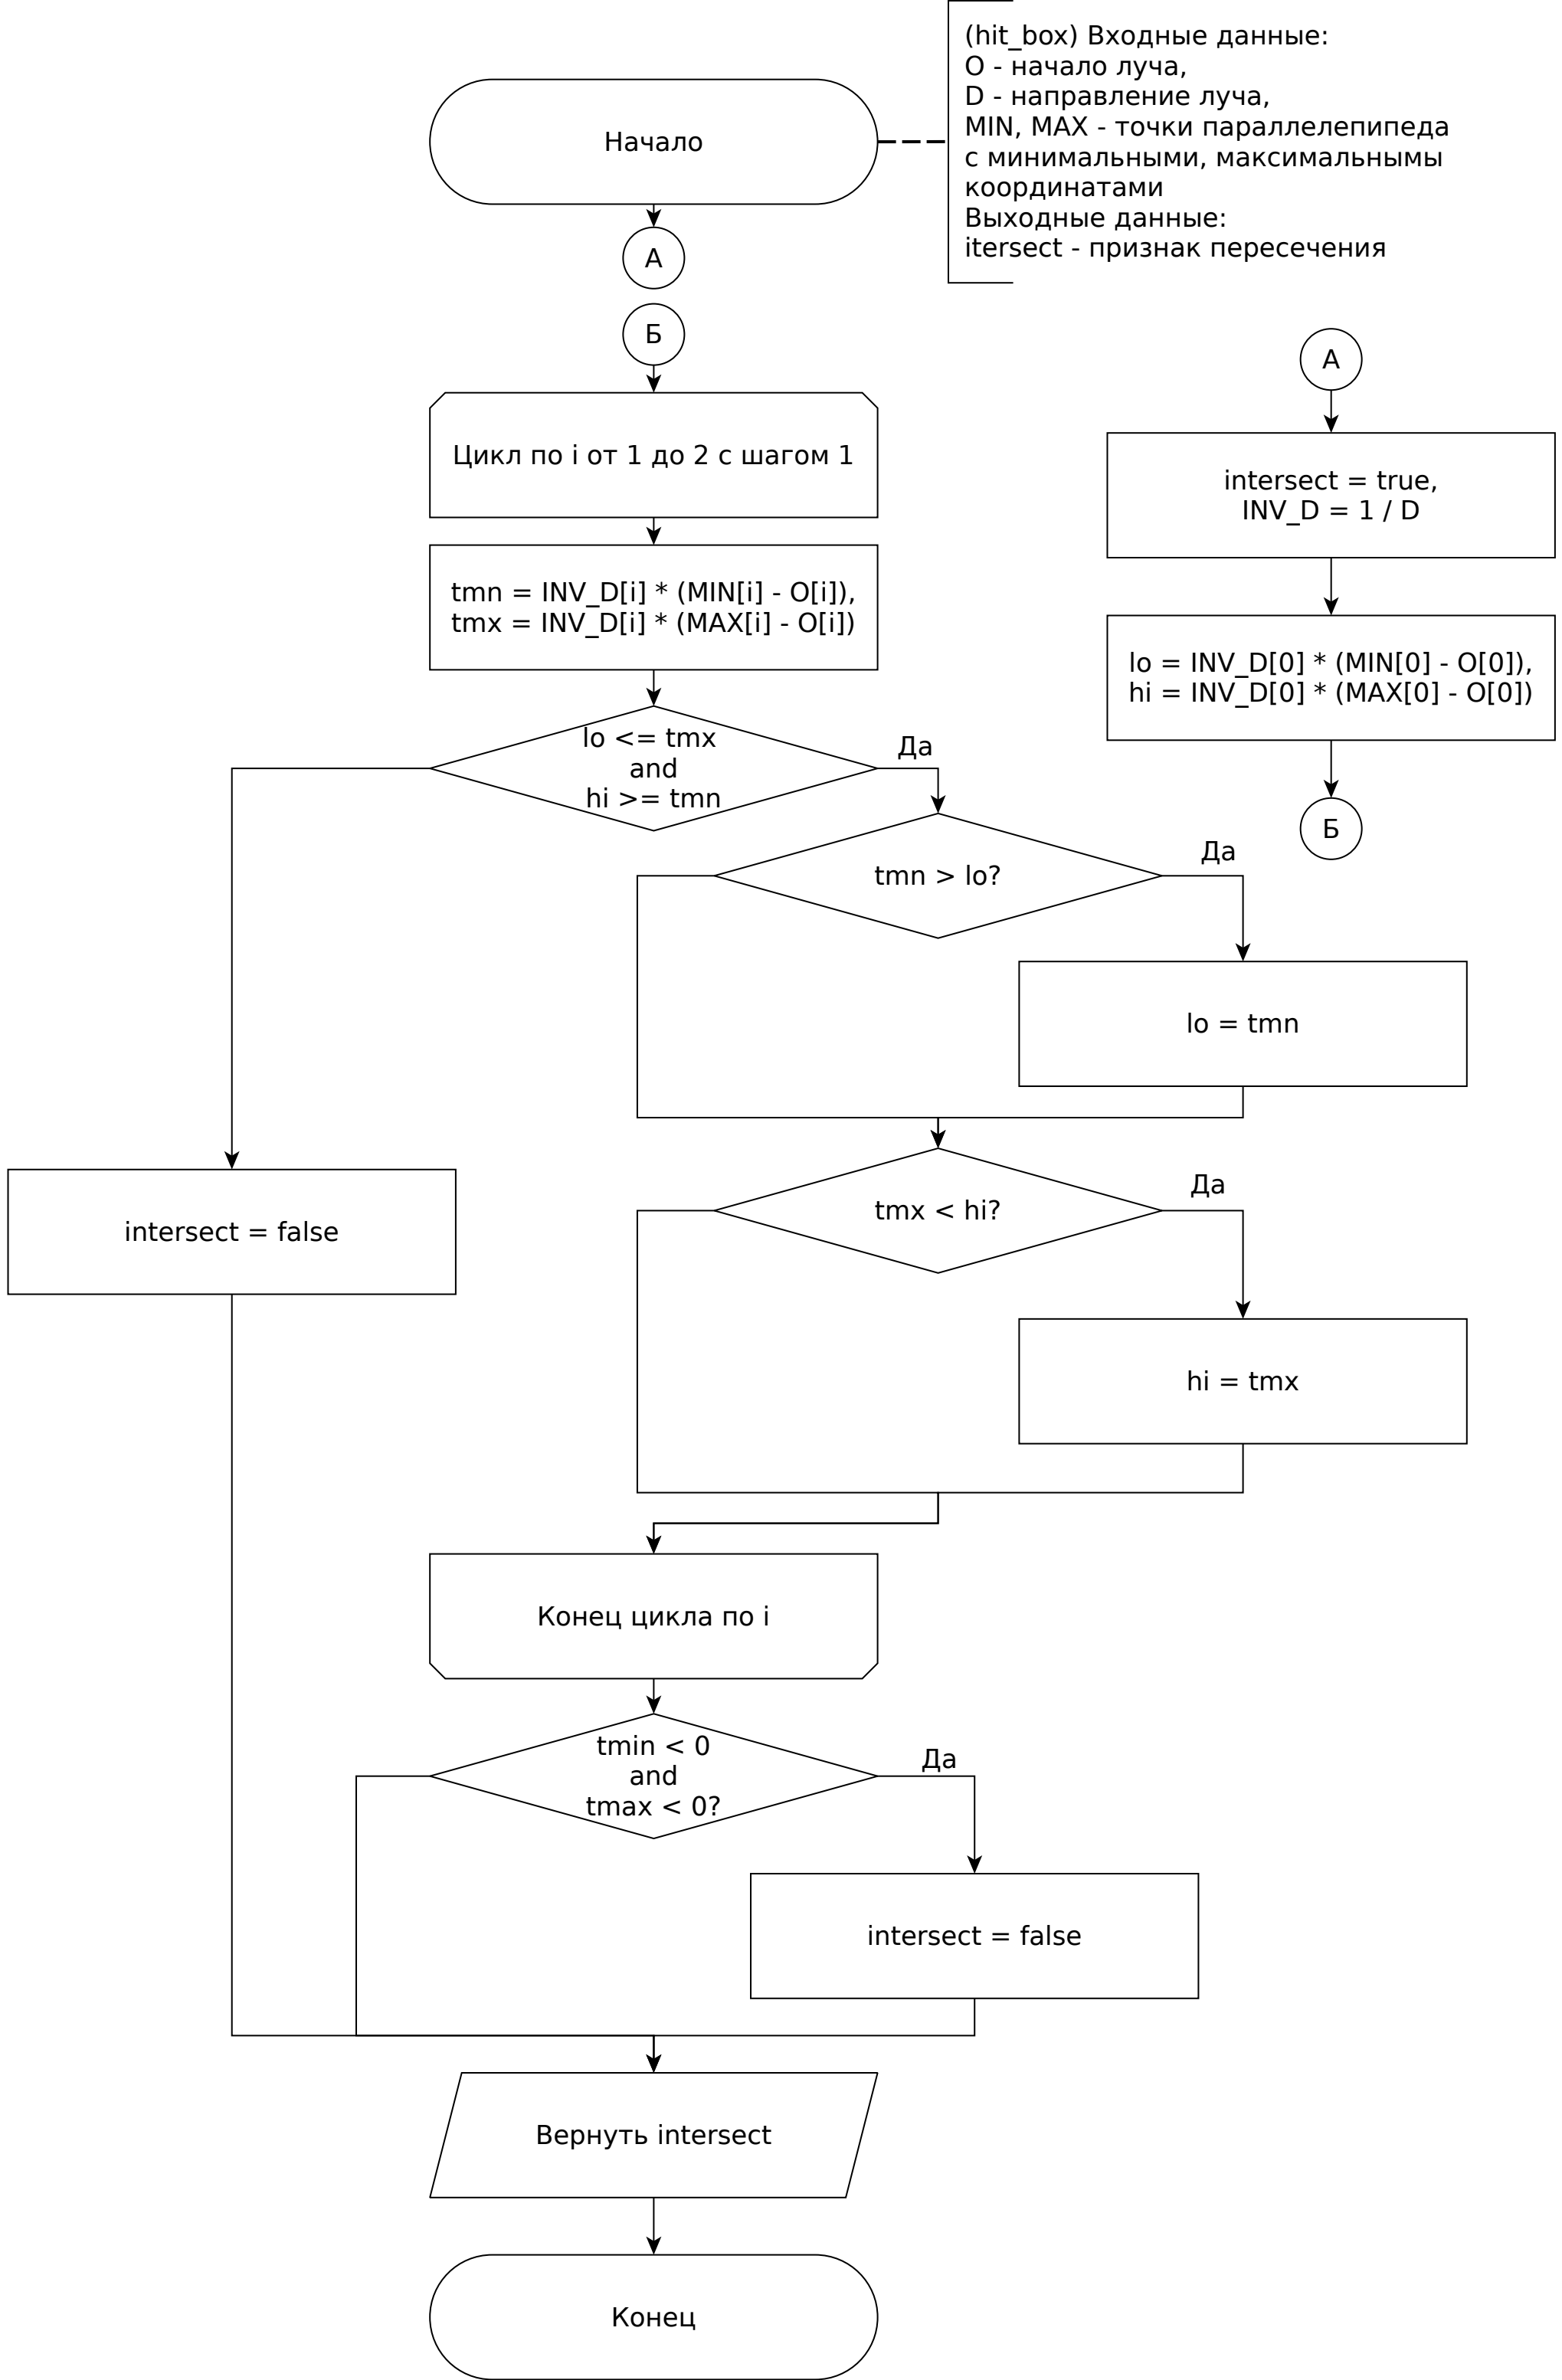 (hit_box) Входные данные:
O - начало луча,
D - направление луча,
MIN, MAX - точки параллелепипеда
с минимальными, максимальнымы
координатами
Выходные данные:
itersect - признак пересечения
Начало
А
Б
Цикл по i от 1 до 2 с шагом 1
tmn = INV_D[i] * (MIN[i] - O[i]),
tmx = INV_D[i] * (MAX[i] - O[i])
А
intersect = true,
INV_D = 1 / D
lo = INV_D[0] * (MIN[0] - O[0]),
hi = INV_D[0] * (MAX[0] - O[0])
Б
lo <= tmx
and
hi >= tmn
Да
tmn > lo?
Да
lo = tmn
tmx < hi?
Да
intersect = false
hi = tmx
Конец цикла по i
tmin < 0
and
tmax < 0?
Да
intersect = false
Вернуть intersect
Конец